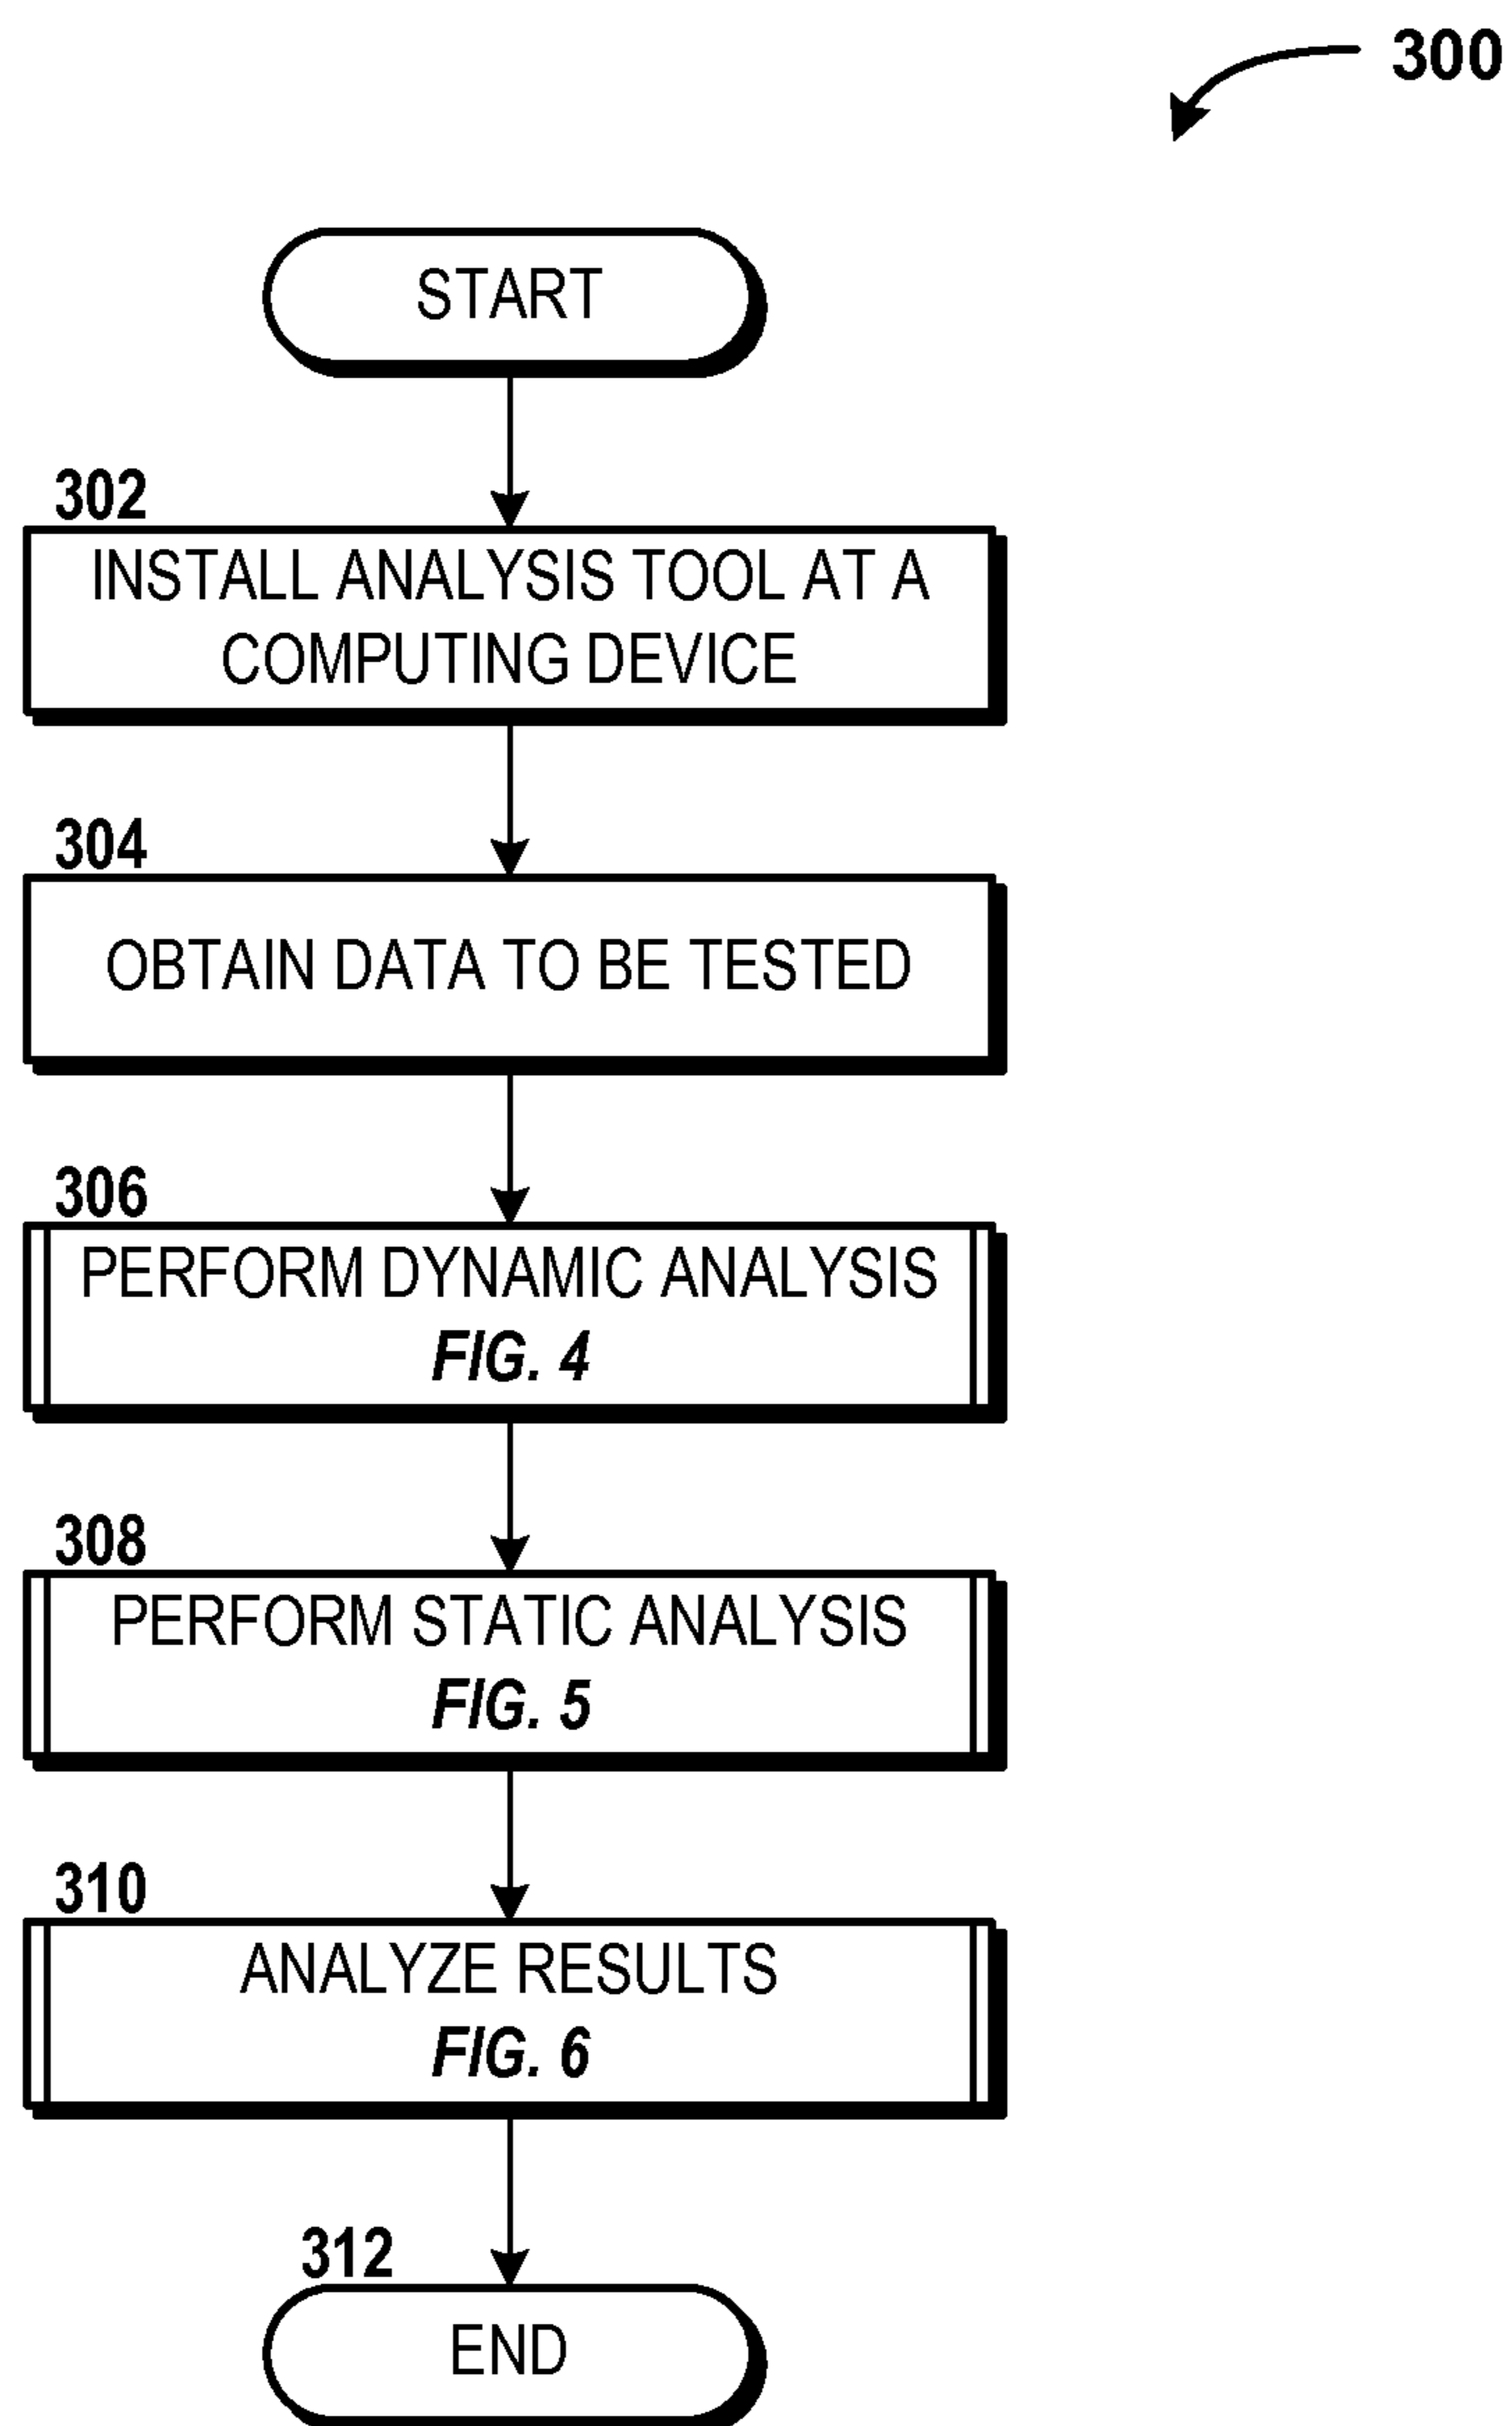 300
START
302
INSTALL ANALYSIS TOOL AT A
COMPUTING DEVICE
304
OBTAIN DATA TO BE TESTED
306
PERFORM DYNAMIC ANALYSIS
FIG. 4
308
PERFORM STATIC ANALYSIS
FIG. 5
310
ANALYZE RESULTS
FIG. 6
312
END